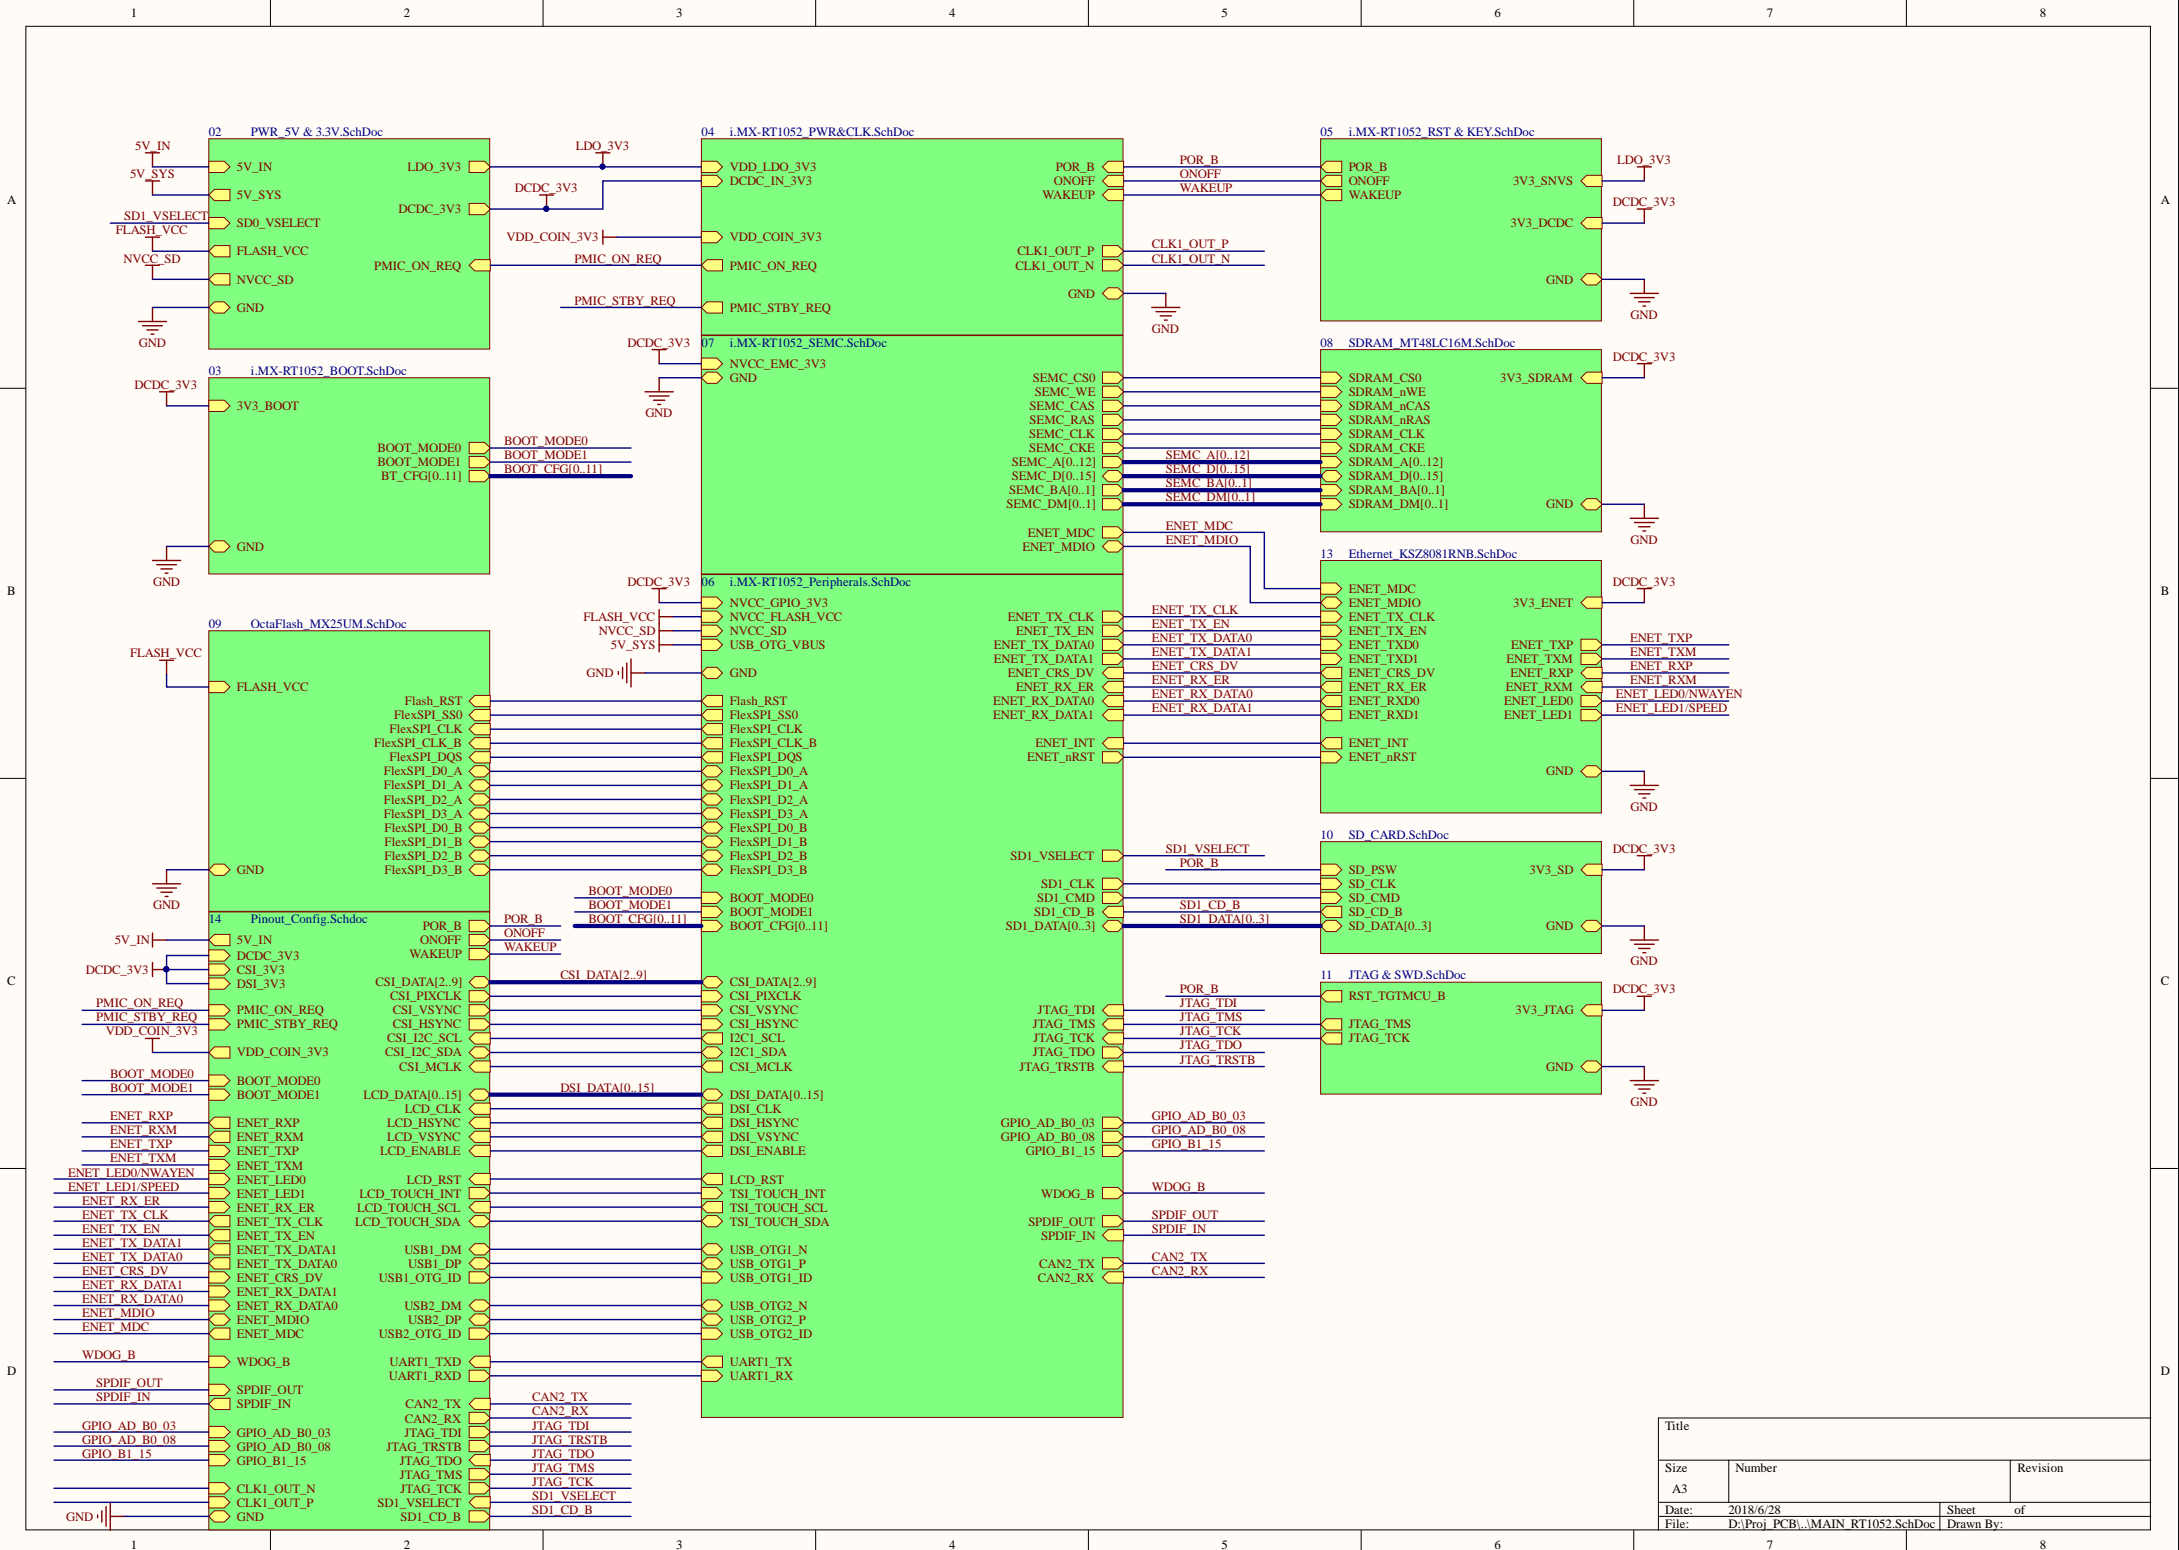 1 2 3 4 5 6 7 8
A
B
C
D
02 PWR_5V & 3.3V.SchDoc
5V_IN
5V_SYS
SD1_VSELECT
FLASH_VCC
NVCC_SD
GND
5V_IN
5V_SYS
SD0_VSELECT
FLASH_VCC
NVCC_SD
GND
LDO_3V3
DCDC_3V3
PMIC_ON_REQ
LDO_3V3
DCDC_3V3
VDD_COIN_3V3
PMIC_ON_REQ
PMIC_STBY_REQ
03 i.MX-RT1052_BOOT.SchDoc
DCDC_3V3
3V3_BOOT
BOOT_MODE0
BOOT_MODE1
BT_CFG[0..11]
BOOT_MODE0
BOOT_MODE1
BOOT_CFG[0..11]
GND
GND
09 OctaFlash_MX25UM.SchDoc
FLASH_VCC
FLASH_VCC
Flash_RST
FlexSPI_SS0
FlexSPI_CLK
FlexSPI_CLK_B
FlexSPI_DQS
FlexSPI_D0_A
FlexSPI_D1_A
FlexSPI_D2_A
FlexSPI_D3_A
FlexSPI_D0_B
FlexSPI_D1_B
FlexSPI_D2_B
FlexSPI_D3_B
GND
GND
14 Pinout_Config.Schdoc
5V_IN
DCDC_3V3
PMIC_ON_REQ
PMIC_STBY_REQ
VDD_COIN_3V3
BOOT_MODE0
BOOT_MODE1
ENET_RXP
ENET_RXM
ENET_TXP
ENET_TXM
ENET_LED0/NWAYEN
ENET_LED1/SPEED
ENET_RX_ER
ENET_TX_CLK
ENET_TX_EN
ENET_TX_DATA1
ENET_TX_DATA0
ENET_CRS_DV
ENET_RX_DATA1
ENET_RX_DATA0
ENET_MDIO
ENET_MDC
WDOG_B
SPDIF_OUT
SPDIF_IN
GPIO_AD_B0_03
GPIO_AD_B0_08
GPIO_B1_15
GND
5V_IN
DCDC_3V3
CSI_3V3
DSI_3V3
PMIC_ON_REQ
PMIC_STBY_REQ
VDD_COIN_3V3
BOOT_MODE0
BOOT_MODE1
ENET_RXP
ENET_RXM
ENET_TXP
ENET_TXM
ENET_LED0
ENET_LED1
ENET_RX_ER
ENET_TX_CLK
ENET_TX_EN
ENET_TX_DATA1
ENET_TX_DATA0
ENET_CRS_DV
ENET_RX_DATA1
ENET_RX_DATA0
ENET_MDIO
ENET_MDC
WDOG_B
SPDIF_OUT
SPDIF_IN
GPIO_AD_B0_03
GPIO_AD_B0_08
GPIO_B1_15
CLK1_OUT_N
CLK1_OUT_P
GND
POR_B
ONOFF
WAKEUP
CSI_DATA[2..9]
CSI_PIXCLK
CSI_VSYNC
CSI_HSYNC
CSI_I2C_SCL
CSI_I2C_SDA
CSI_MCLK
LCD_DATA[0..15]
LCD_CLK
LCD_HSYNC
LCD_VSYNC
LCD_ENABLE
LCD_RST
LCD_TOUCH_INT
LCD_TOUCH_SCL
LCD_TOUCH_SDA
USB1_DM
USB1_DP
USB1_OTG_ID
USB2_DM
USB2_DP
USB2_OTG_ID
UART1_TXD
UART1_RXD
CAN2_TX
CAN2_RX
JTAG_TDI
JTAG_TRSTB
JTAG_TDO
JTAG_TMS
JTAG_TCK
SD1_VSELECT
SD1_CD_B
POR_B
ONOFF
WAKEUP
CSI_DATA[2..9]
DSI_DATA[0..15]
CAN2_TX
CAN2_RX
JTAG_TDI
JTAG_TRSTB
JTAG_TDO
JTAG_TMS
JTAG_TCK
SD1_VSELECT
SD1_CD_B
04 i.MX-RT1052_PWR&CLK.SchDoc
VDD_LDO_3V3
DCDC_IN_3V3
VDD_COIN_3V3
PMIC_ON_REQ
PMIC_STBY_REQ
POR_B
ONOFF
WAKEUP
CLK1_OUT_P
CLK1_OUT_N
GND
POR_B
ONOFF
WAKEUP
CLK1_OUT_P
CLK1_OUT_N
GND
07 i.MX-RT1052_SEMC.SchDoc
DCDC_3V3
GND
NVCC_EMC_3V3
GND
SEMC_CS0
SEMC_WE
SEMC_CAS
SEMC_RAS
SEMC_CLK
SEMC_CKE
SEMC_A[0..12]
SEMC_D[0..15]
SEMC_BA[0..1]
SEMC_DM[0..1]
ENET_MDC
ENET_MDIO
SEMC_A[0..12]
SEMC_D[0..15]
SEMC_BA[0..1]
SEMC_DM[0..1]
ENET_MDC
ENET_MDIO
06 i.MX-RT1052_Peripherals.SchDoc
DCDC_3V3
FLASH_VCC
NVCC_SD
5V_SYS
GND
BOOT_MODE0
BOOT_MODE1
BOOT_CFG[0..11]
NVCC_GPIO_3V3
NVCC_FLASH_VCC
NVCC_SD
USB_OTG_VBUS
GND
Flash_RST
FlexSPI_SS0
FlexSPI_CLK
FlexSPI_CLK_B
FlexSPI_DQS
FlexSPI_D0_A
FlexSPI_D1_A
FlexSPI_D2_A
FlexSPI_D3_A
FlexSPI_D0_B
FlexSPI_D1_B
FlexSPI_D2_B
FlexSPI_D3_B
BOOT_MODE0
BOOT_MODE1
BOOT_CFG[0..11]
CSI_DATA[2..9]
CSI_PIXCLK
CSI_VSYNC
CSI_HSYNC
I2C1_SCL
I2C1_SDA
CSI_MCLK
DSI_DATA[0..15]
DSI_CLK
DSI_HSYNC
DSI_VSYNC
DSI_ENABLE
LCD_RST
TSI_TOUCH_INT
TSI_TOUCH_SCL
TSI_TOUCH_SDA
USB_OTG1_N
USB_OTG1_P
USB_OTG1_ID
USB_OTG2_N
USB_OTG2_P
USB_OTG2_ID
UART1_TX
UART1_RX
ENET_TX_CLK
ENET_TX_EN
ENET_TX_DATA0
ENET_TX_DATA1
ENET_CRS_DV
ENET_RX_ER
ENET_RX_DATA0
ENET_RX_DATA1
ENET_INT
ENET_nRST
SD1_VSELECT
SD1_CLK
SD1_CMD
SD1_CD_B
SD1_DATA[0..3]
JTAG_TDI
JTAG_TMS
JTAG_TCK
JTAG_TDO
JTAG_TRSTB
GPIO_AD_B0_03
GPIO_AD_B0_08
GPIO_B1_15
WDOG_B
SPDIF_OUT
SPDIF_IN
CAN2_TX
CAN2_RX
ENET_TX_CLK
ENET_TX_EN
ENET_TX_DATA0
ENET_TX_DATA1
ENET_CRS_DV
ENET_RX_ER
ENET_RX_DATA0
ENET_RX_DATA1
SD1_VSELECT
POR_B
SD1_CD_B
SD1_DATA[0..3]
POR_B
JTAG_TDI
JTAG_TMS
JTAG_TCK
JTAG_TDO
JTAG_TRSTB
GPIO_AD_B0_03
GPIO_AD_B0_08
GPIO_B1_15
WDOG_B
SPDIF_OUT
SPDIF_IN
CAN2_TX
CAN2_RX
05 i.MX-RT1052_RST & KEY.SchDoc
POR_B
ONOFF
WAKEUP
3V3_SNVS
3V3_DCDC
GND
LDO_3V3
DCDC_3V3
GND
08 SDRAM_MT48LC16M.SchDoc
SDRAM_CS0
SDRAM_nWE
SDRAM_nCAS
SDRAM_nRAS
SDRAM_CLK
SDRAM_CKE
SDRAM_A[0..12]
SDRAM_D[0..15]
SDRAM_BA[0..1]
SDRAM_DM[0..1]
3V3_SDRAM
GND
DCDC_3V3
GND
13 Ethernet_KSZ8081RNB.SchDoc
ENET_MDC
ENET_MDIO
ENET_TX_CLK
ENET_TX_EN
ENET_TXD0
ENET_TXD1
ENET_CRS_DV
ENET_RX_ER
ENET_RXD0
ENET_RXD1
ENET_INT
ENET_nRST
3V3_ENET
ENET_TXP
ENET_TXM
ENET_RXP
ENET_RXM
ENET_LED0
ENET_LED1
GND
DCDC_3V3
ENET_TXP
ENET_TXM
ENET_RXP
ENET_RXM
ENET_LED0/NWAYEN
ENET_LED1/SPEED
GND
10 SD_CARD.SchDoc
SD_PSW
SD_CLK
SD_CMD
SD_CD_B
SD_DATA[0..3]
3V3_SD
GND
DCDC_3V3
GND
11 JTAG & SWD.SchDoc
RST_TGTMCU_B
JTAG_TMS
JTAG_TCK
3V3_JTAG
GND
DCDC_3V3
GND
A
B
C
D
Title
Size Number Revision
A3
Date: 2018/6/28 Sheet of
File: D:\Proj_PCB\..\MAIN_RT1052.SchDoc Drawn By:
1 2 3 4 5 6 7 8